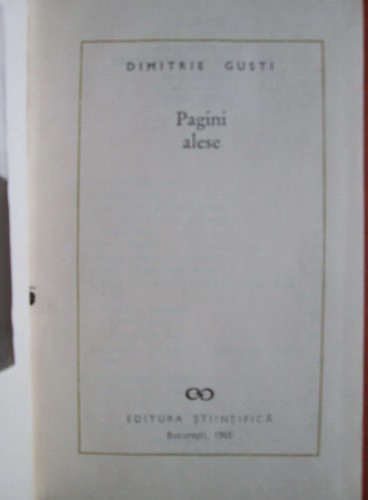 DIMITRIE GUSTI
Pagini
alese
EDITURA ȘTIINȚIFICĂ
București, 1965